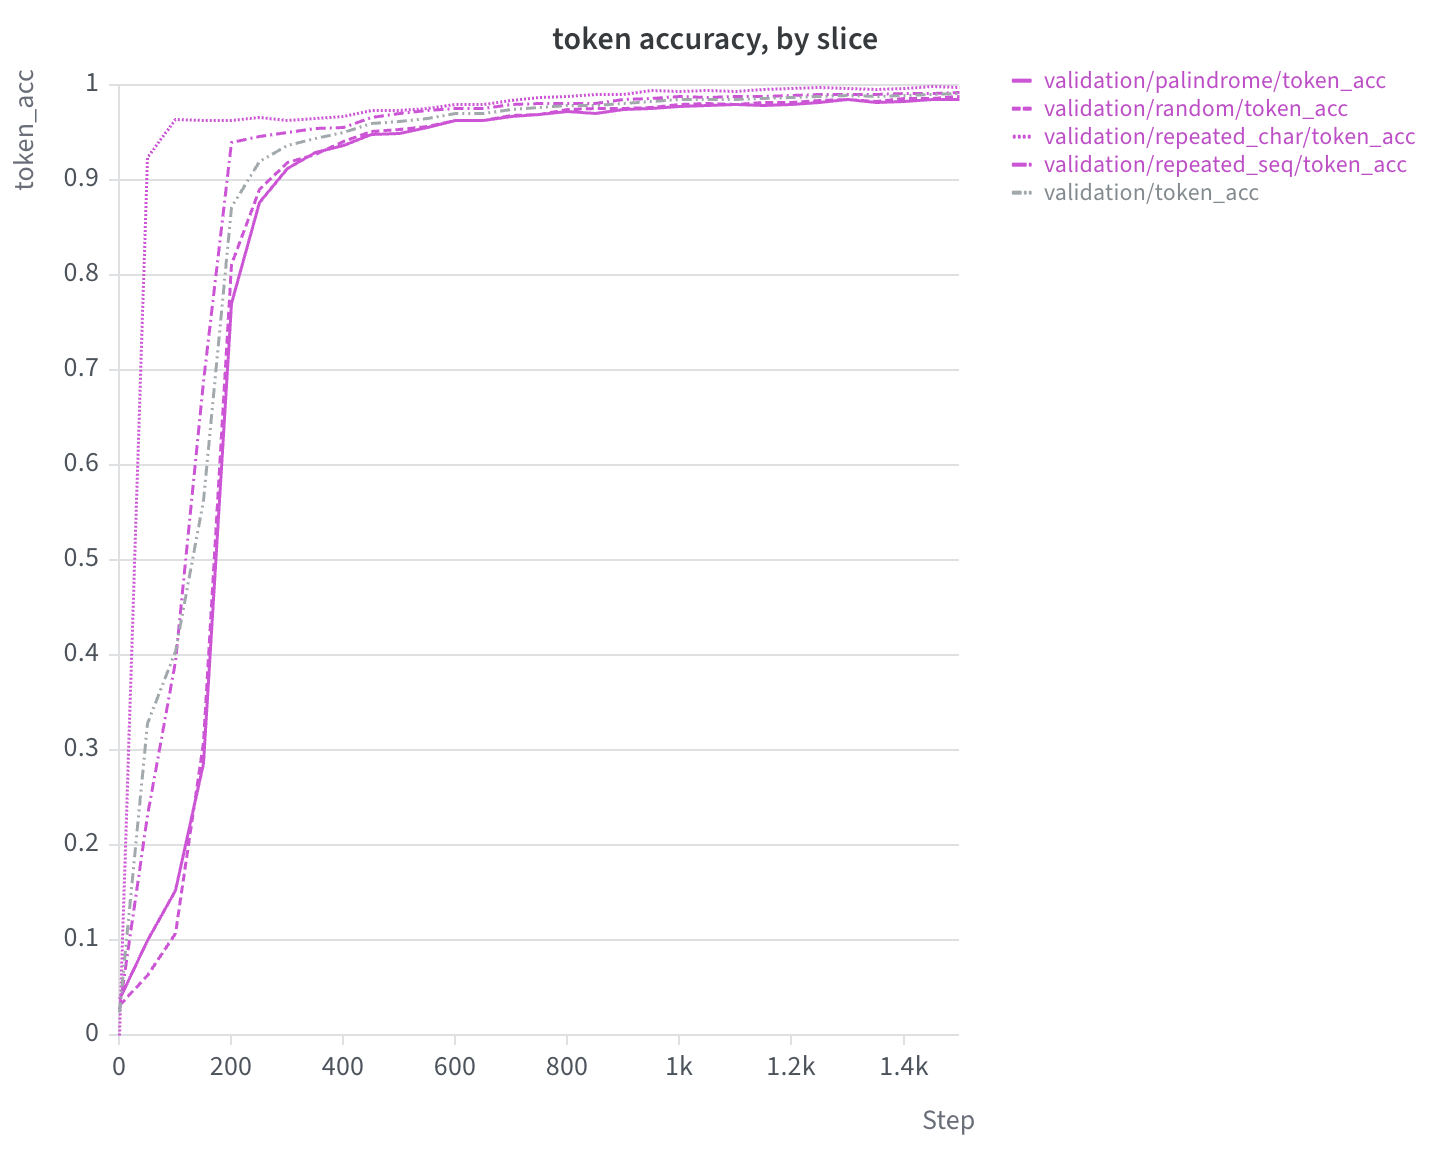 token accuracy, by slice
token_acc
1
0.9
0.8
0.7
0.6
0.5
0.4
0.3
0.2
0.1
0
0 200 400 600 800 1k 1.2k 1.4k
Step
validation/palindrome/token_acc
validation/random/token_acc
validation/repeated_char/token_acc
validation/repeated_seq/token_acc
validation/token_acc